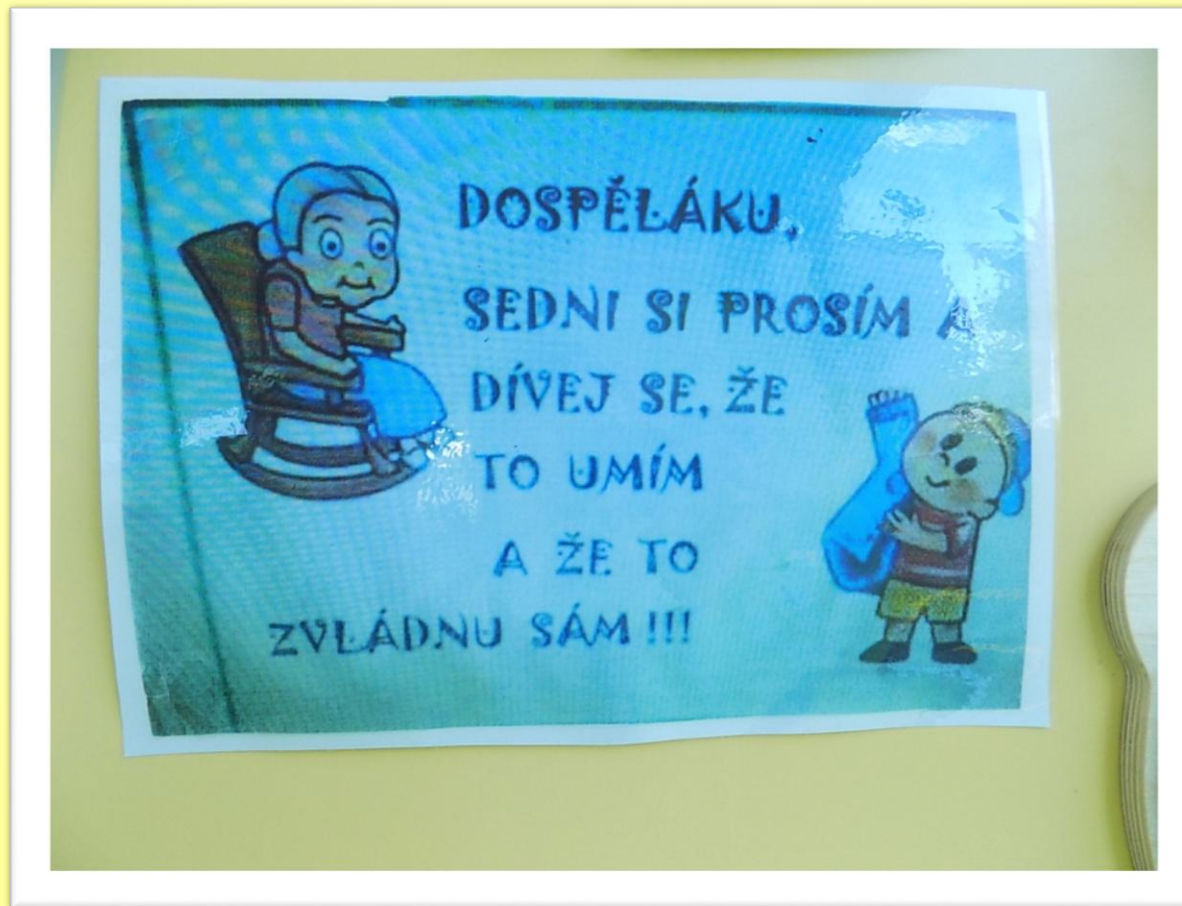 DOSPĚLÁKU,
SEDNI SI PROSÍM A
DÍVEJ SE, ŽE
TO UMÍM
A ŽE TO
ZVLÁDNU SÁM!!!